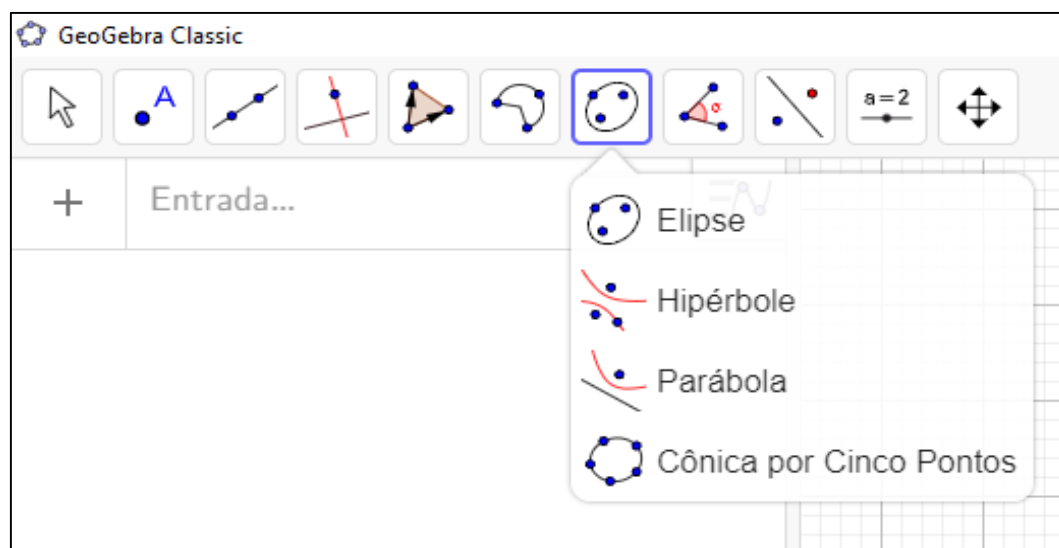 GeoGebra Classic
A
α
a=2
+ Entrada...
Elipse
Hipérbole
Parábola
Cônica por Cinco Pontos